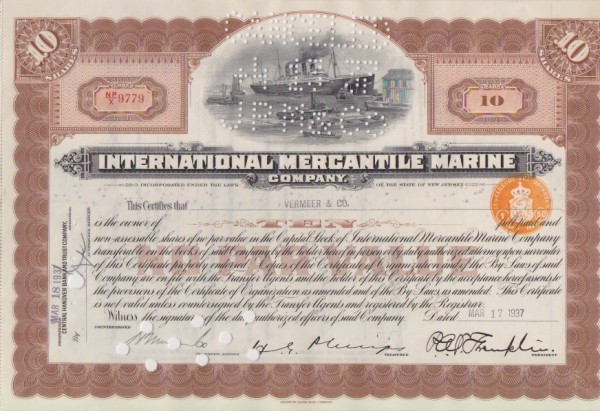 10 10
SHARES SHARES
NR/X 9779 SHARES 10
INTERNATIONAL MERCANTILE MARINE
COMPANY.
INCORPORATED UNDER THE LAWS OF THE STATE OF NEW JERSEY
This Certifies that VERMEER & CO.
is the owner of TEN full paid and
non-assessable shares of no par value in the Capital Stock of International Mercantile Marine Company
transferable on the books of said Company by the holder hereof in person or by duly authorized attorney upon surrender
of this Certificate properly endorsed. Copies of the Certificate of Organization and of the By-Laws of said
Company are on file with the Transfer Agents and the holder of this Certificate by the acceptance hereof assents to
the provisions of the Certificate of Organization as amended and of the By-Laws, as amended. This Certificate
is not valid unless countersigned by the Transfer Agents and registered by the Registrar.
Witness the signatures of the duly authorized officers of said Company. Dated MAR 17 1937
COUNTERSIGNED
PRESIDENT
MAR 18 1937
CENTRAL HANOVER BANK AND TRUST COMPANY,
By